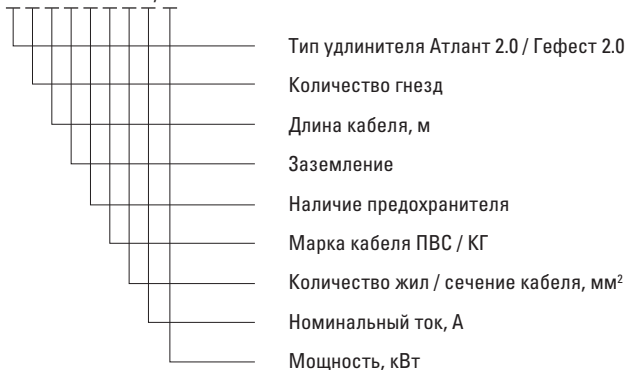 Тип удлинителя Атлант 2.0 / Гефест 2.0
Количество гнезд
Длина кабеля, м
Заземление
Наличие предохранителя
Марка кабеля ПВС / КГ
Количество жил / сечение кабеля, мм²
Номинальный ток, А
Мощность, кВт